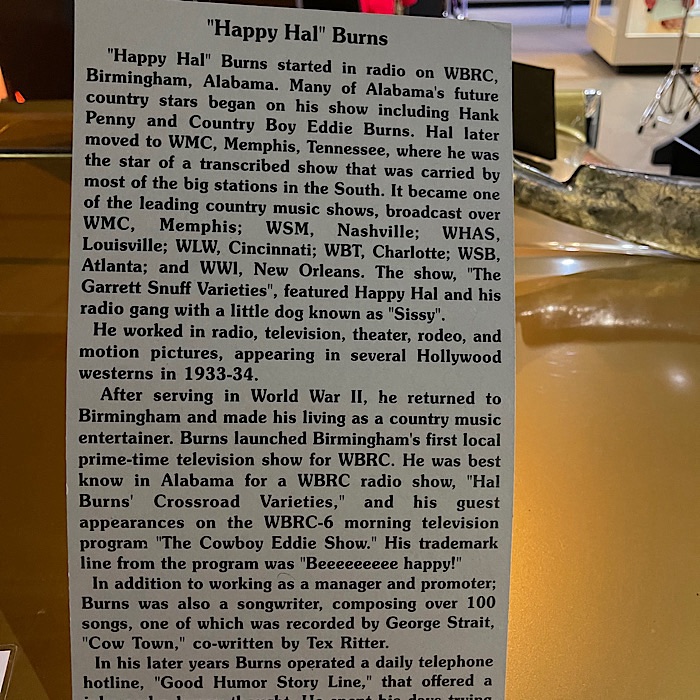 "Happy Hal" Burns
"Happy Hal" Burns started in radio on WBRC,
Birmingham, Alabama. Many of Alabama's future
country stars began on his show including Hank
Penny and Country Boy Eddie Burns. Hal later
moved to WMC, Memphis, Tennessee, where he was
the star of a transcribed show that was carried by
most of the big stations in the South. It became one
of the leading country music shows, broadcast over
WMC, Memphis; WSM, Nashville; WHAS,
Louisville; WLW, Cincinnati; WBT, Charlotte; WSB,
Atlanta; and WWI, New Orleans. The show, "The
Garrett Snuff Varieties", featured Happy Hal and his
radio gang with a little dog known as "Sissy".
He worked in radio, television, theater, rodeo, and
motion pictures, appearing in several Hollywood
westerns in 1933-34.
After serving in World War II, he returned to
Birmingham and made his living as a country music
entertainer. Burns launched Birmingham's first local
prime-time television show for WBRC. He was best
know in Alabama for a WBRC radio show, "Hal
Burns' Crossroad Varieties," and his guest
appearances on the WBRC-6 morning television
program "The Cowboy Eddie Show." His trademark
line from the program was "Beeeeeeeee happy!"
In addition to working as a manager and promoter;
Burns was also a songwriter, composing over 100
songs, one of which was recorded by George Strait,
"Cow Town," co-written by Tex Ritter.
In his later years Burns operated a daily telephone
hotline, "Good Humor Story Line," that offered a